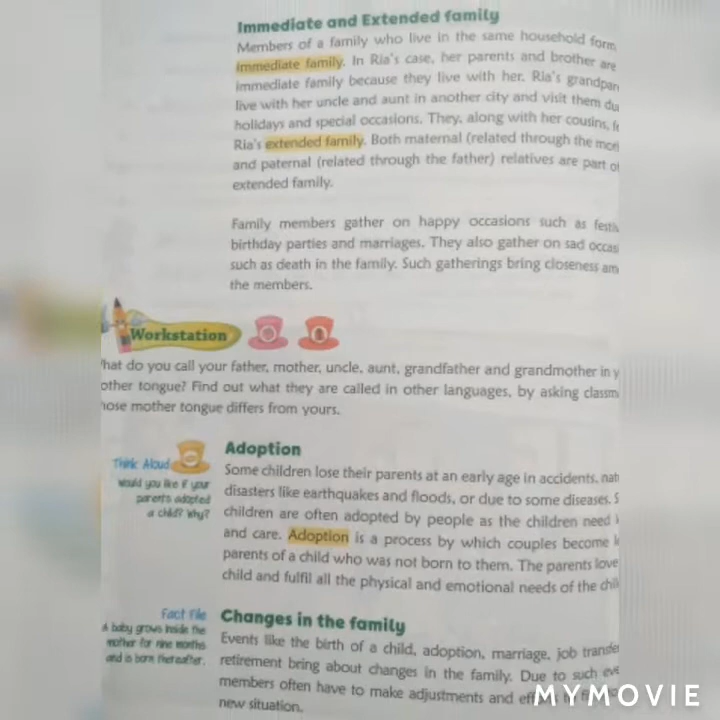 Immediate and Extended family
Members of a family who live in the same household form
immediate family. In Ria's case, her parents and brother are
immediate family because they live with her. Ria's grandpar
live with her uncle and aunt in another city and visit them du
holidays and special occasions. They, along with her cousins, f
Ria's extended family. Both maternal (related through the mot
and paternal (related through the father) relatives are part of
extended family.
Family members gather on happy occasions such as festiv
birthday parties and marriages. They also gather on sad occasi
such as death in the family. Such gatherings bring closeness am
the members.
Workstation
hat do you call your father, mother, uncle, aunt, grandfather and grandmother in y
other tongue? Find out what they are called in other languages, by asking classm
hose mother tongue differs from yours.
Think Aloud
Would you like if your
parents adopted
a child? Why?
Adoption
Some children lose their parents at an early age in accidents, nat
disasters like earthquakes and floods, or due to some diseases. S
children are often adopted by people as the children need
and care. Adoption is a process by which couples become
parents of a child who was not born to them. The parents love
child and fulfil all the physical and emotional needs of the chil
Fact File
A baby grows inside the
mother for nine months
and is born thereafter.
Changes in the family
Events like the birth of a child, adoption, marriage, job transfe
retirement bring about changes in the family. Due to such eve
members often have to make adjustments and
new situation.
MYMOVIE